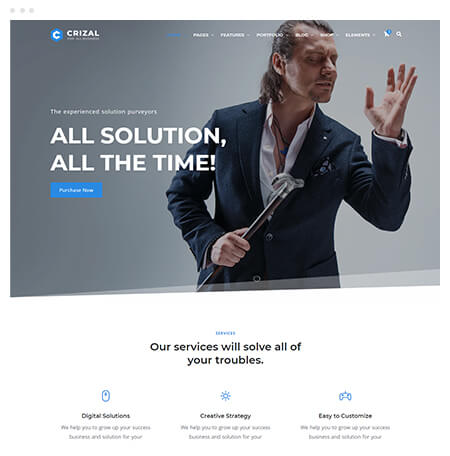 CRIZAL
FOR ALL BUSINESS
PAGES
FEATURES
PORTFOLIO
BLOG
SHOP
ELEMENTS
The experienced solution purveyors
ALL SOLUTION,
ALL THE TIME!
Purchase Now
SERVICES
Our services will solve all of
your troubles.
Digital Solutions
We help you to grow up your success
business and solution for your
Creative Strategy
We help you to grow up your success
business and solution for your
Easy to Customize
We help you to grow up your success
business and solution for your